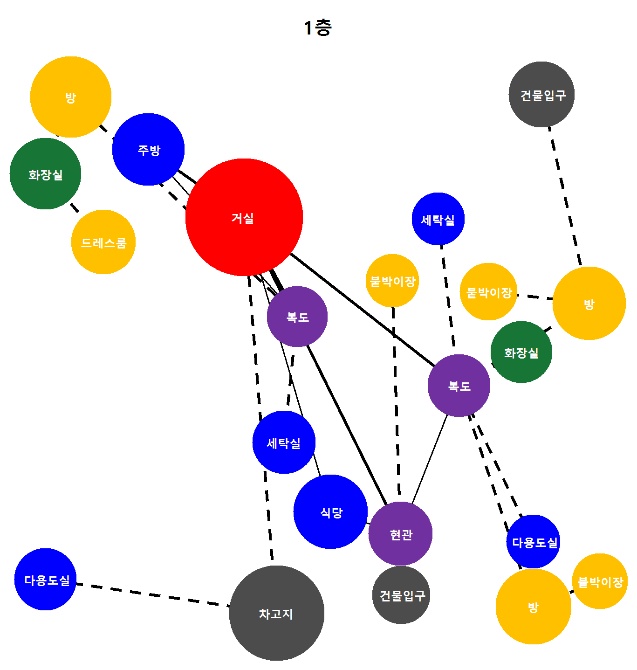 1층
방
건물입구
주방
화장실
거실
세탁실
드레스룸
붙박이장
붙박이장
방
복도
화장실
복도
세탁실
식당
현관
다용도실
다용도실
붙박이장
건물입구
방
차고지